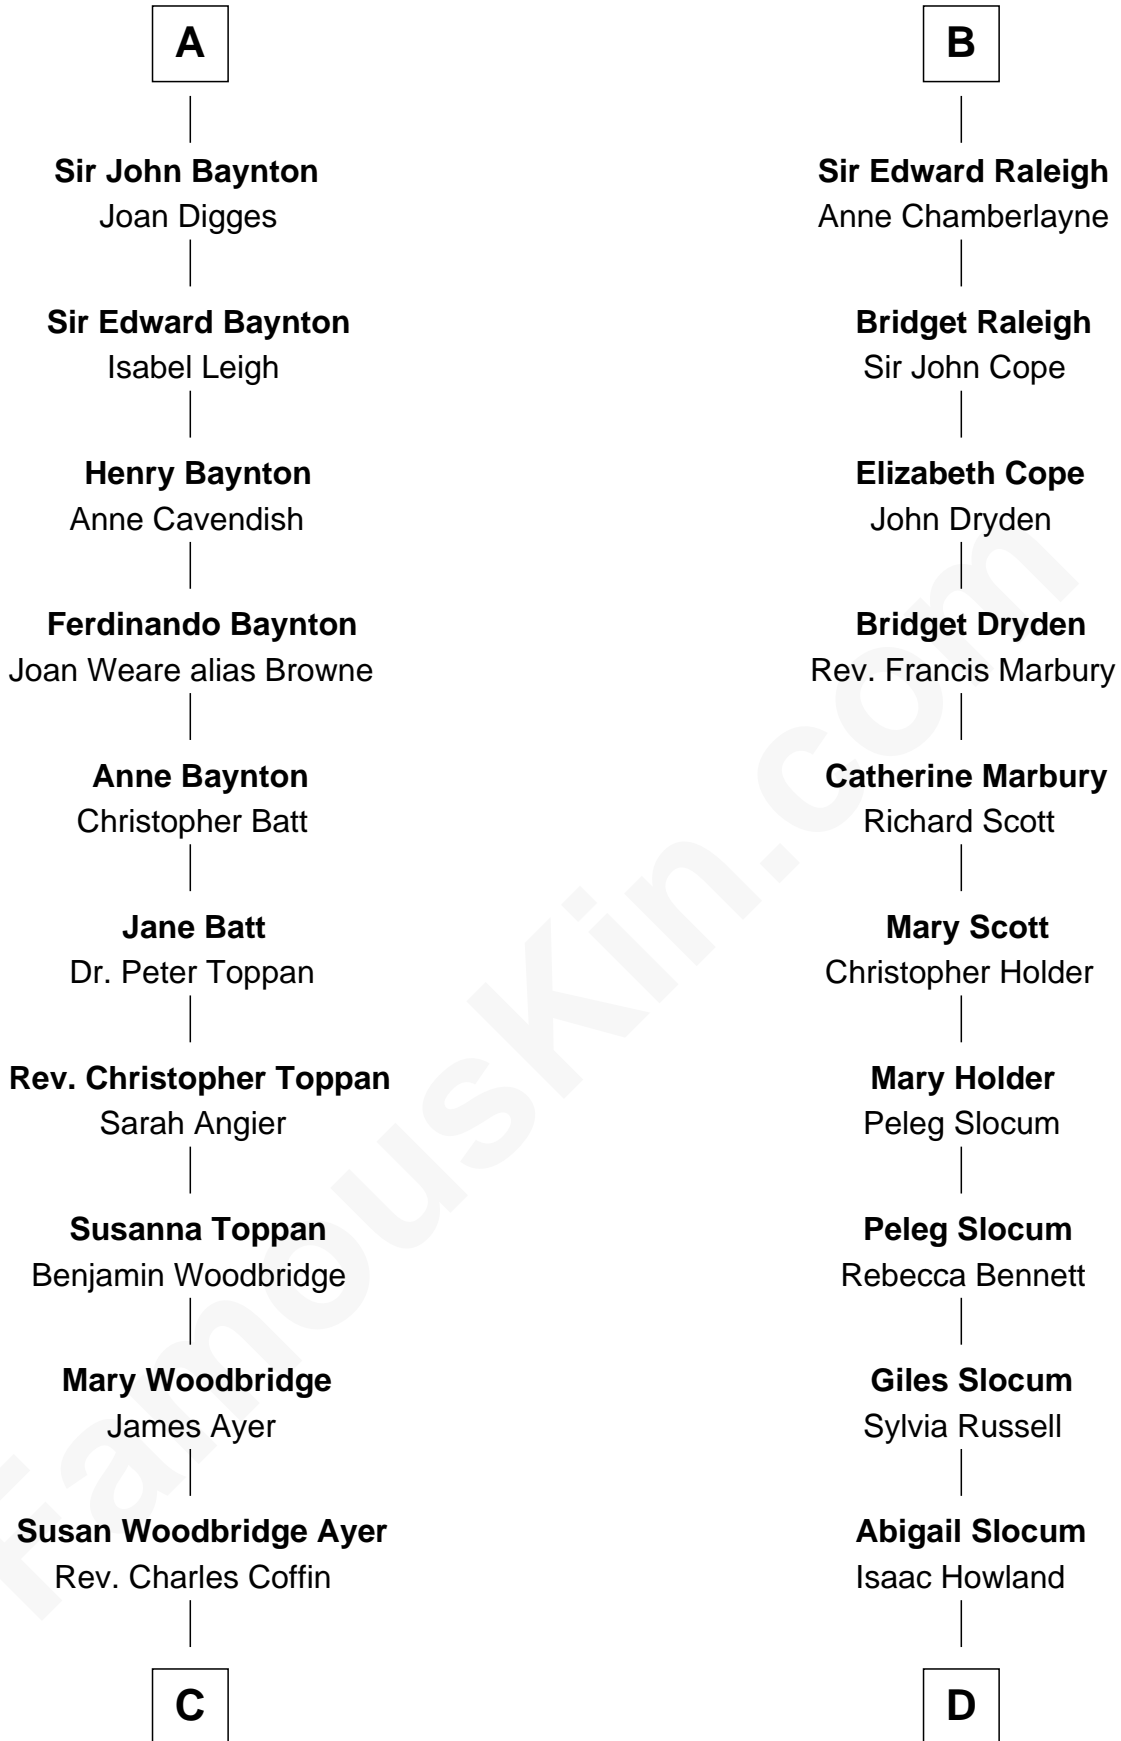 A
Sir John Baynton
Joan Digges
Sir Edward Baynton
Isabel Leigh
Henry Baynton
Anne Cavendish
Ferdinando Baynton
Joan Weare alias Browne
Anne Baynton
Christopher Batt
Jane Batt
Dr. Peter Toppan
Rev. Christopher Toppan
Sarah Angier
Susanna Toppan
Benjamin Woodbridge
Mary Woodbridge
James Ayer
Susan Woodbridge Ayer
Rev. Charles Coffin
C
B
Sir Edward Raleigh
Anne Chamberlayne
Bridget Raleigh
Sir John Cope
Elizabeth Cope
John Dryden
Bridget Dryden
Rev. Francis Marbury
Catherine Marbury
Richard Scott
Mary Scott
Christopher Holder
Mary Holder
Peleg Slocum
Peleg Slocum
Rebecca Bennett
Giles Slocum
Sylvia Russell
Abigail Slocum
Isaac Howland
D
FamousKin.com